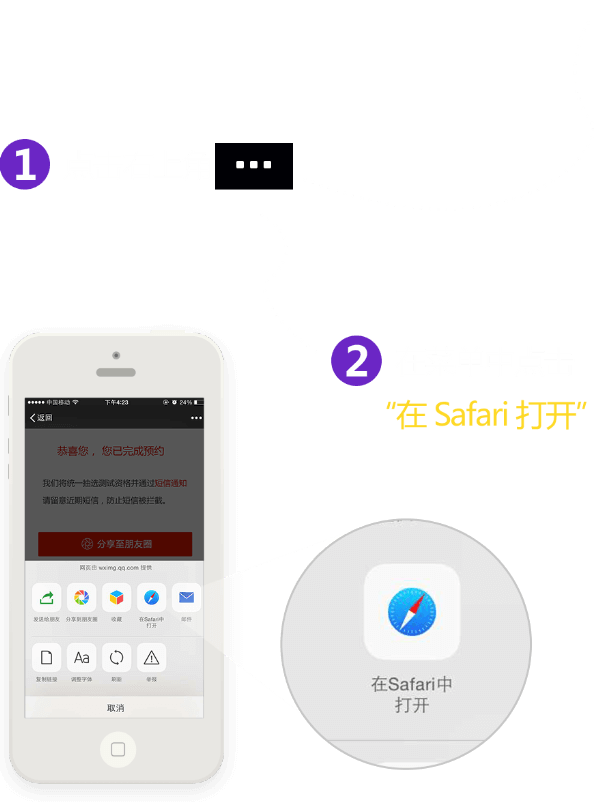 1
2
“在 Safari 打开”
中国移动 下午4:23 24%
返回
恭喜您，您已完成预约
我们将统一抽选测试资格并通过短信通知
请留意近期短信，防止短信被拦截。
分享至朋友圈
网页由 wximg.qq.com 提供
发送给朋友 分享到朋友圈 收藏 在Safari中打开 邮件
复制链接 调整字体 刷新 举报
取消
在Safari中
打开